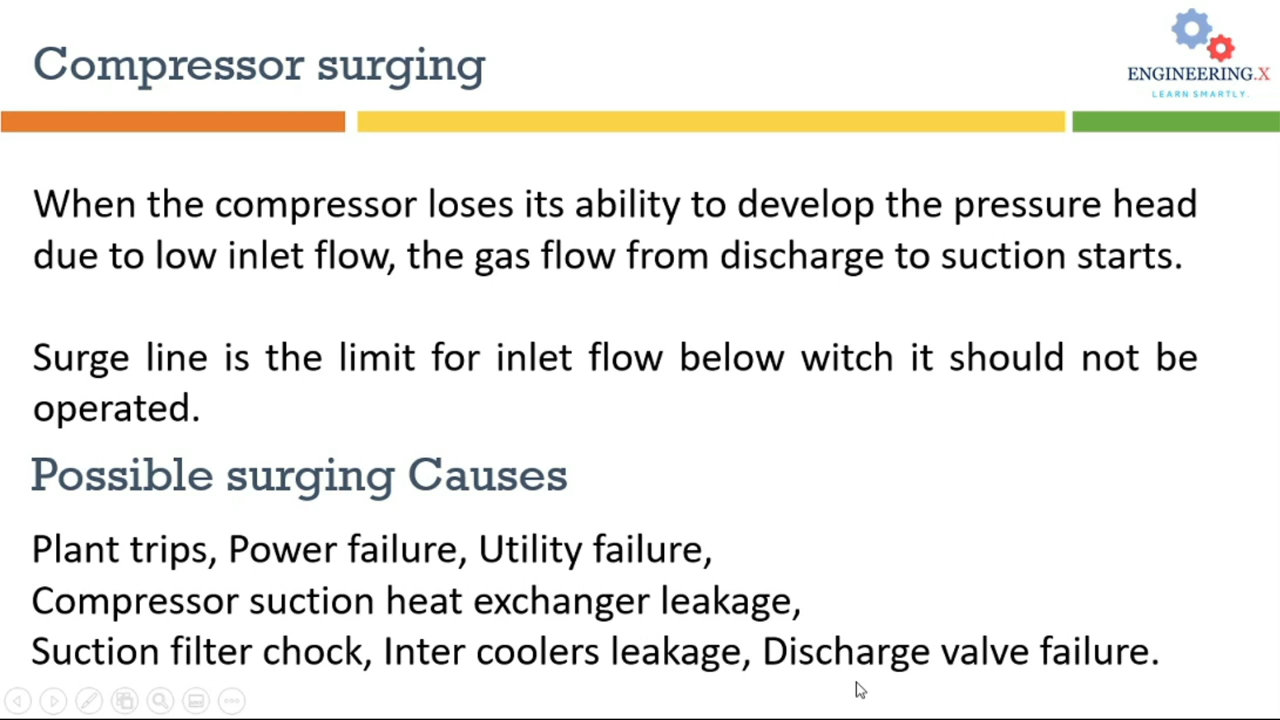 Compressor surging
ENGINEERING.X
LEARN SMARTLY.
When the compressor loses its ability to develop the pressure head
due to low inlet flow, the gas flow from discharge to suction starts.
Surge line is the limit for inlet flow below witch it should not be
operated.
Possible surging Causes
Plant trips, Power failure, Utility failure,
Compressor suction heat exchanger leakage,
Suction filter chock, Inter coolers leakage, Discharge valve failure.